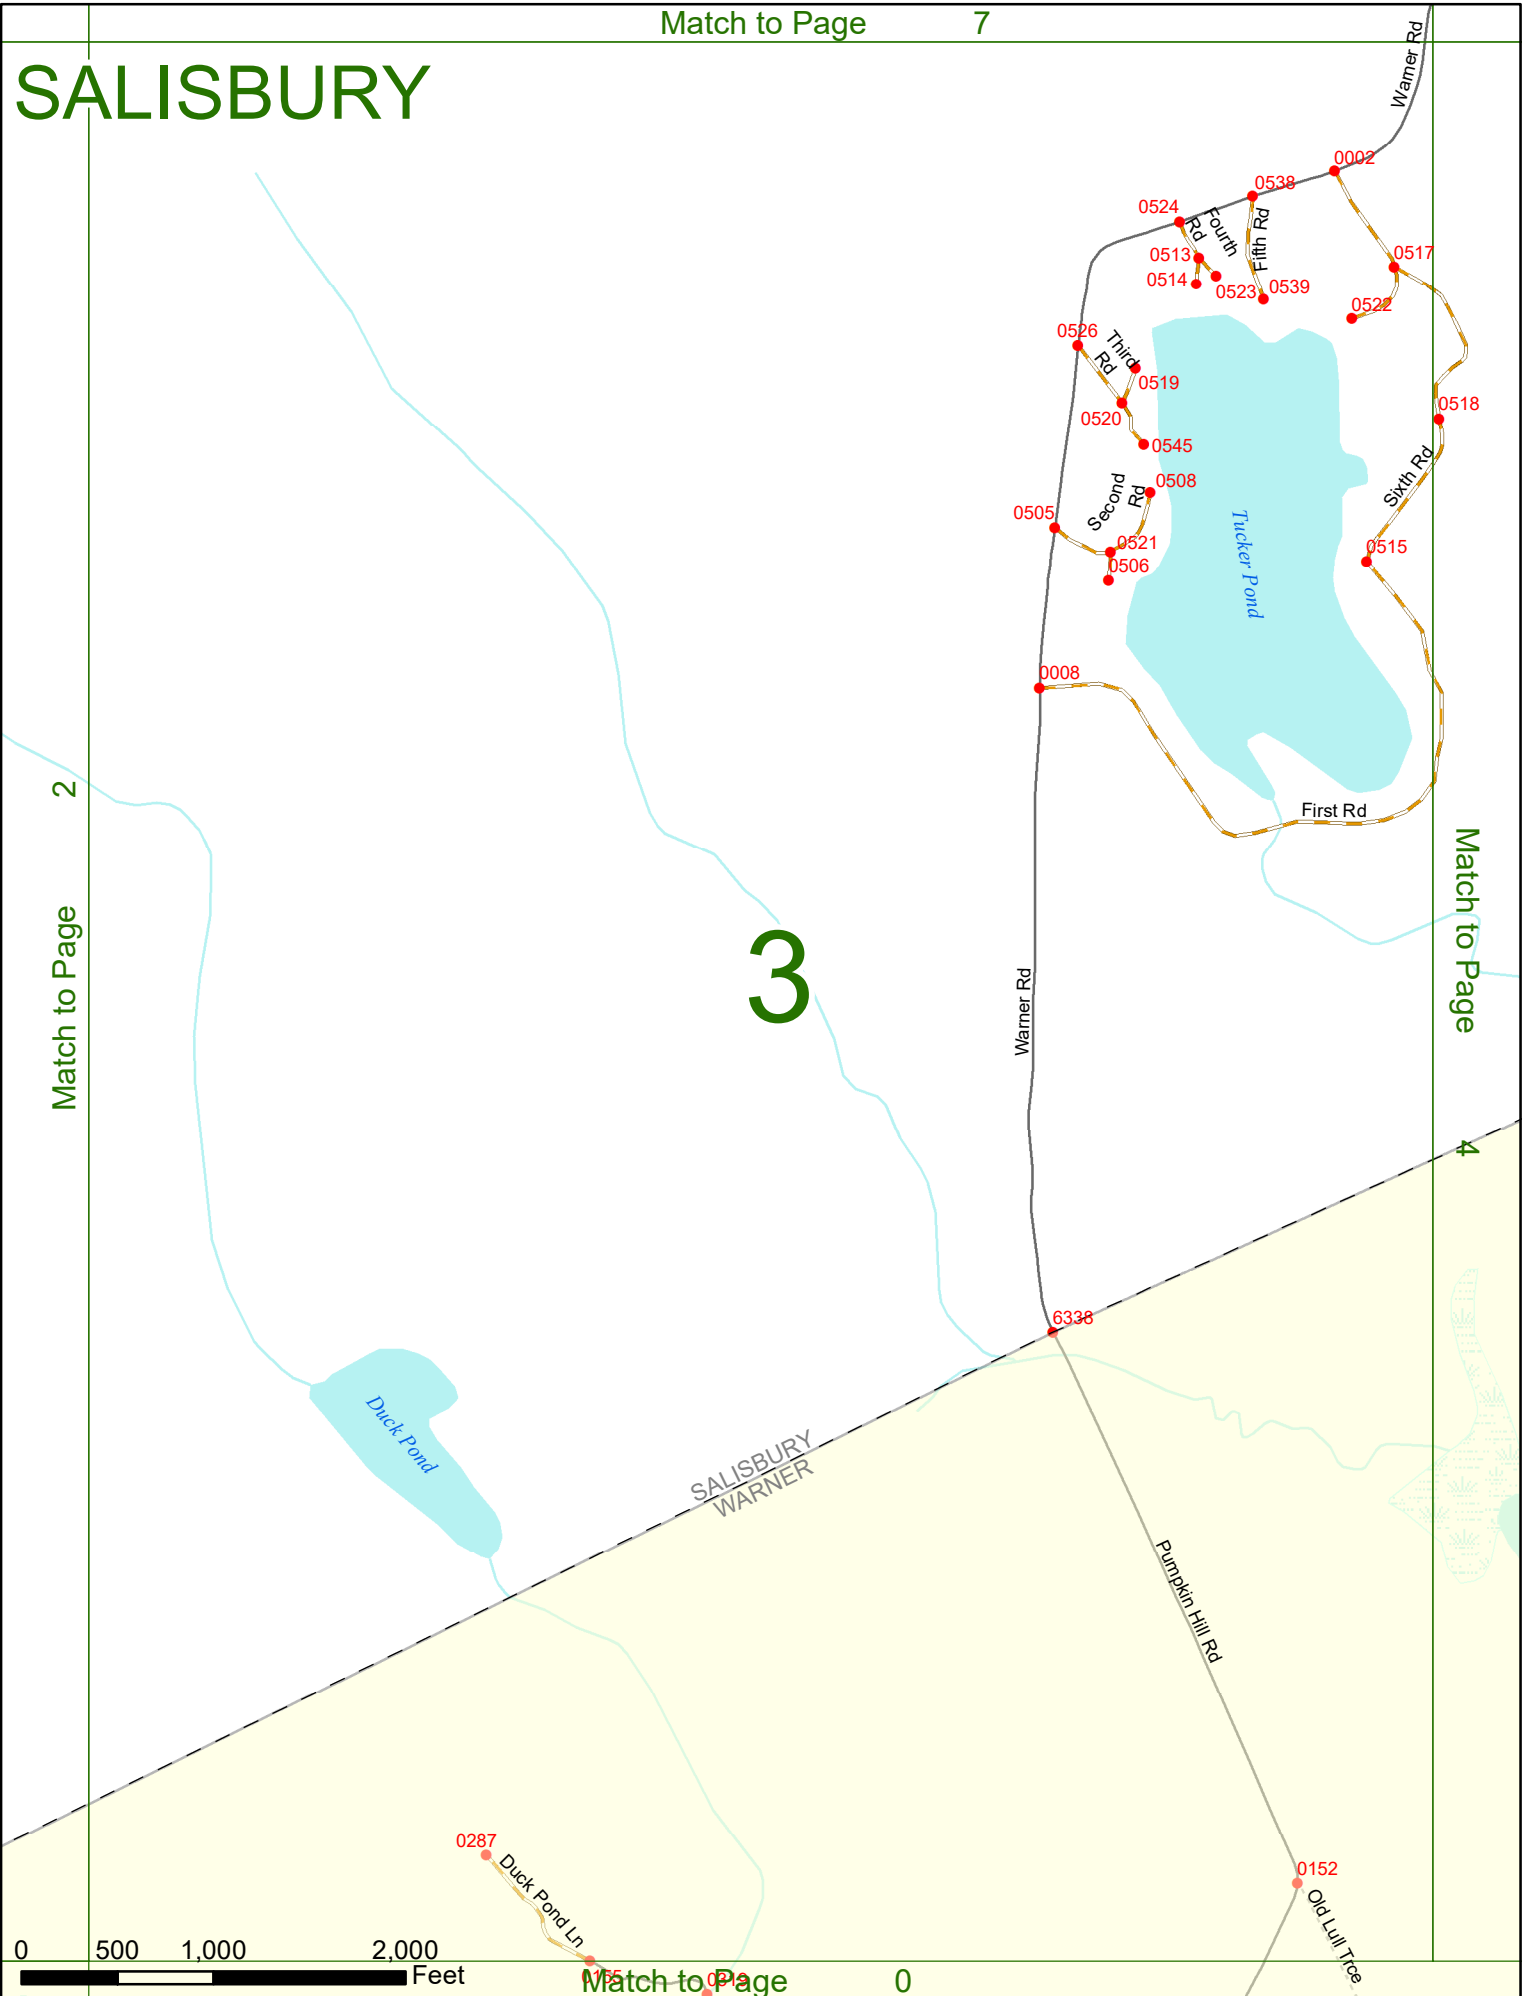 Match to Page 7
SALISBURY
Warner Rd
0002
0538
0524
Fourth
Rd
Fifth Rd
0513
0517
0514
0523
0539
0522
0526
Third
Rd
0519
0520
0518
0545
Sixth Rd
0508
Second
Rd
0505
Tucker Pond
0521
0515
0506
0008
2
Match to Page
First Rd
Match to Page
4
3
Warner Rd
6338
Duck Pond
SALISBURY
WARNER
Pumpkin Hill Rd
0287
Duck Pond Ln
0152
Old Lull Trce
0 500 1,000 2,000
Feet
0155
Match to Page 0
0319